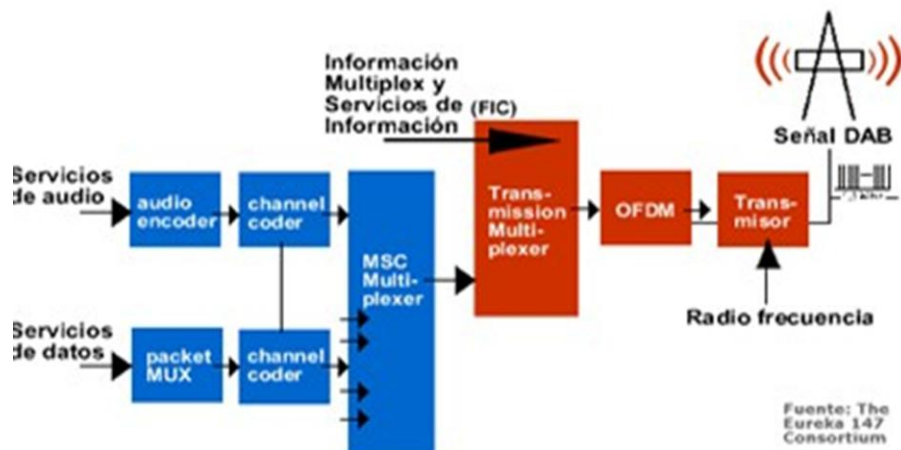 Información
Multiplex y
Servicios de (FIC)
Información
Señal DAB
Servicios
de audio
audio
encoder
channel
coder
MSC
Multi-
plexer
Trans-
mission
Multi-
plexer
OFDM
Trans-
misor
Servicios
de datos
packet
MUX
channel
coder
Radio frecuencia
Fuente: The
Eureka 147
Consortium